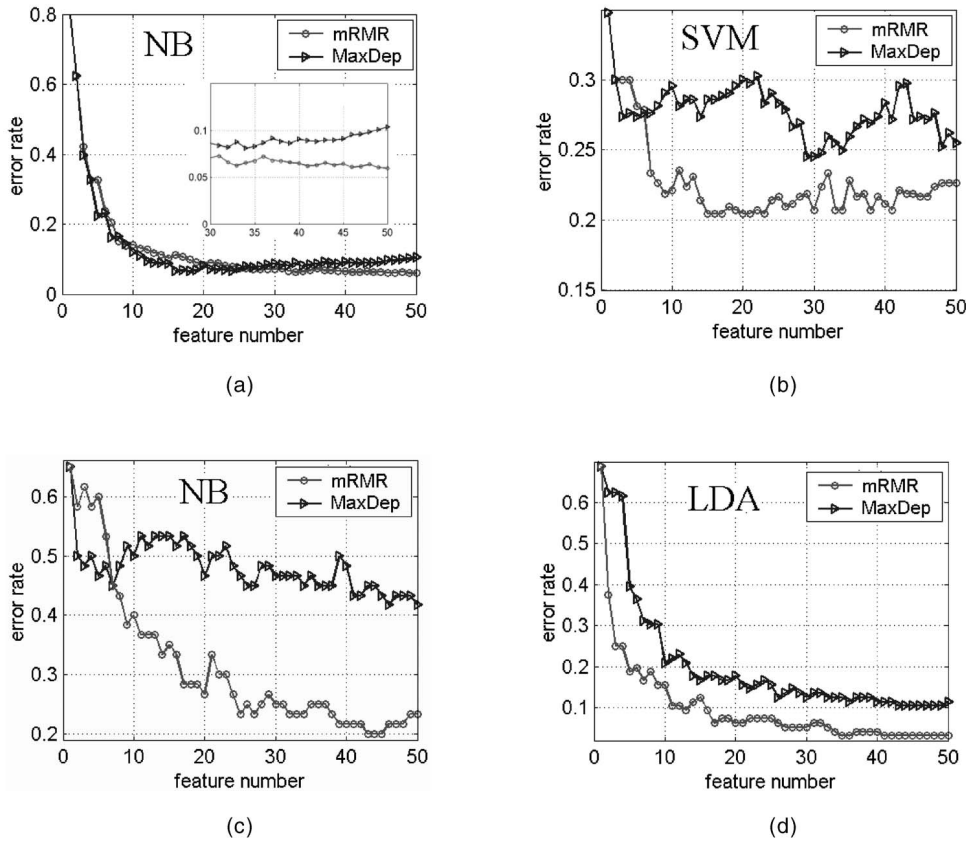 NB
mRMR
MaxDep
0.8
0.6
0.4
0.2
0
error rate
0.1
0.05
0
30 35 40 45 50
0 10 20 30 40 50
feature number
(a)
SVM
mRMR
MaxDep
0.3
0.25
0.2
0.15
error rate
0 10 20 30 40 50
feature number
(b)
NB
mRMR
MaxDep
0.6
0.5
0.4
0.3
0.2
error rate
0 10 20 30 40 50
feature number
(c)
LDA
mRMR
MaxDep
0.6
0.5
0.4
0.3
0.2
0.1
error rate
0 10 20 30 40 50
feature number
(d)